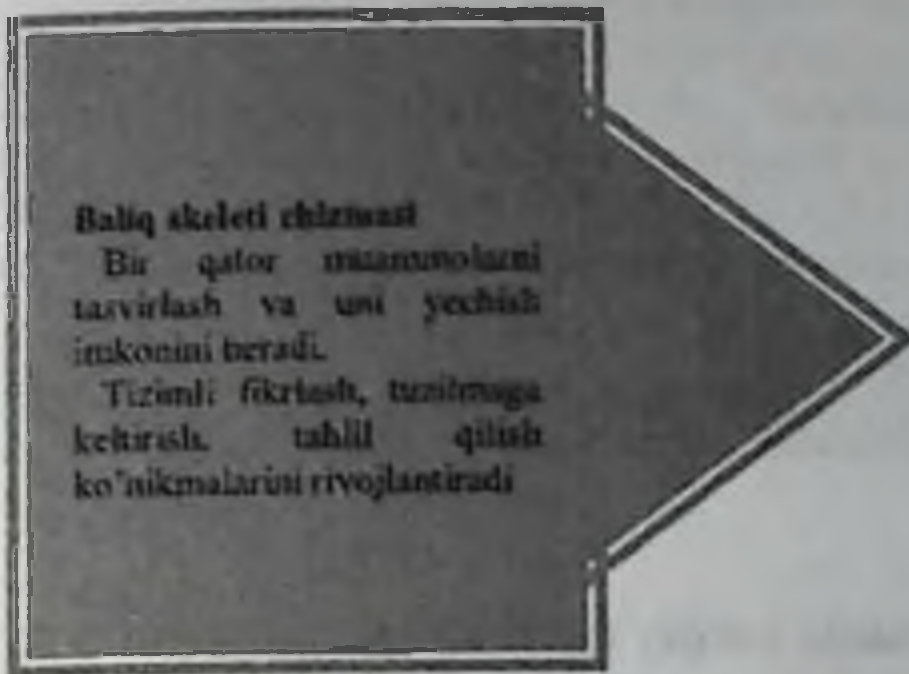 Baliq skeleti chizmasi
Bir qator muammolarni
tasvirlash va uni yechish
imkonini beradi.
Tizimli fikrlash, tuzilmaga
keltirish, tahlil qilish
ko'nikmalarini rivojlantiradi